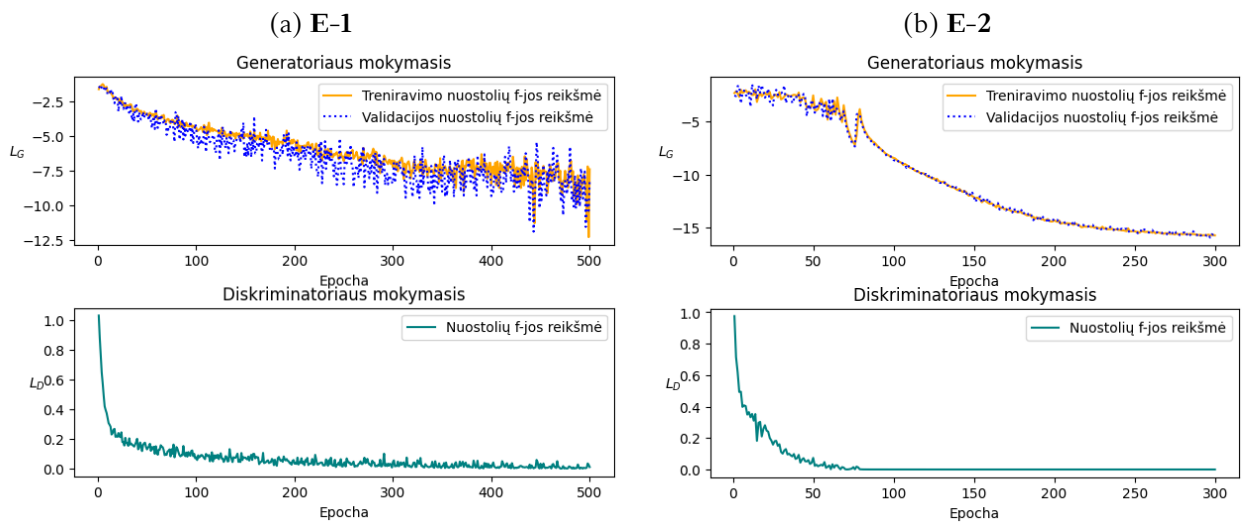 (a) E-1
Generatoriaus mokymasis
Treniravimo nuostolių f-jos reikšmė
Validacijos nuostolių f-jos reikšmė
L_G
−2.5
−5.0
−7.5
−10.0
−12.5
0 100 200 300 400 500
Epocha
Diskriminatoriaus mokymasis
Nuostolių f-jos reikšmė
L_D
1.0
0.8
0.6
0.4
0.2
0.0
0 100 200 300 400 500
Epocha
(b) E-2
Generatoriaus mokymasis
Treniravimo nuostolių f-jos reikšmė
Validacijos nuostolių f-jos reikšmė
L_G
−5
−10
−15
0 50 100 150 200 250 300
Epocha
Diskriminatoriaus mokymasis
Nuostolių f-jos reikšmė
L_D
1.0
0.8
0.6
0.4
0.2
0.0
0 50 100 150 200 250 300
Epocha